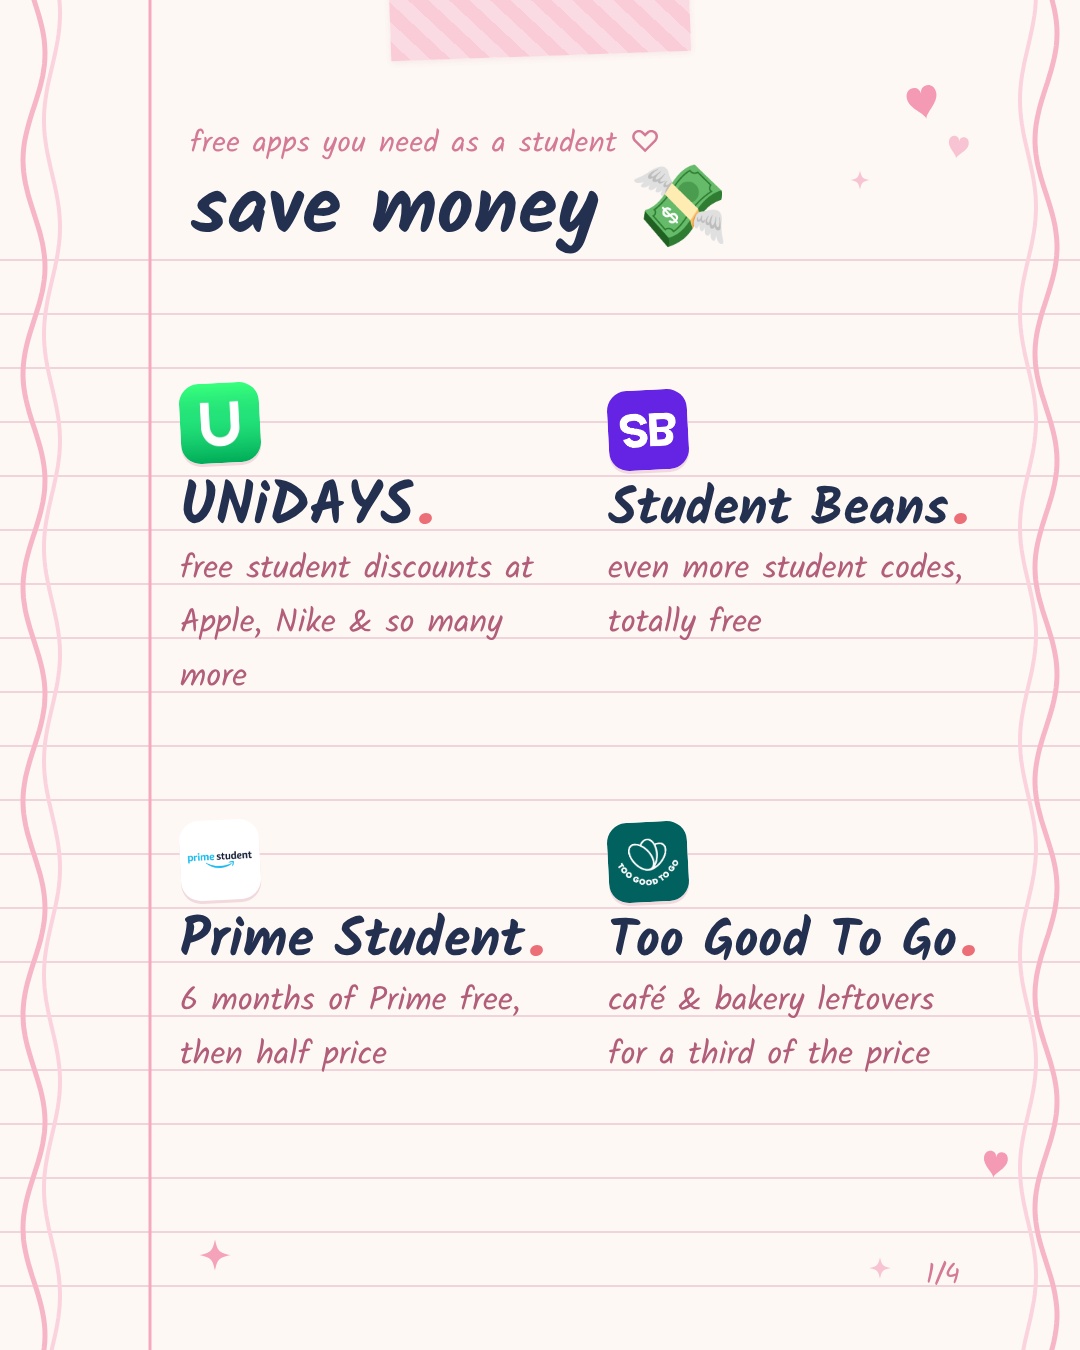 free apps you need as a student ♡
save money 💸
U
UNiDAYS.
free student discounts at
Apple, Nike & so many
more
SB
Student Beans.
even more student codes,
totally free
prime student
Prime Student.
6 months of Prime free,
then half price
TOO GOOD TO GO
Too Good To Go.
café & bakery leftovers
for a third of the price
1/4